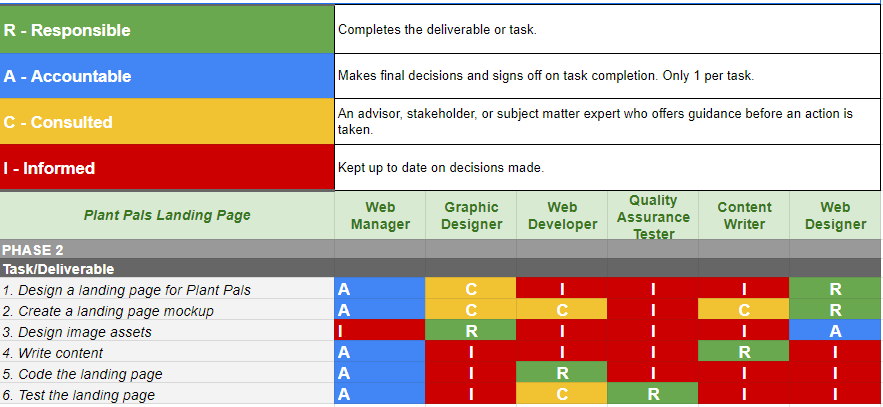 R - Responsible
Completes the deliverable or task.
A - Accountable
Makes final decisions and signs off on task completion. Only 1 per task.
C - Consulted
An advisor, stakeholder, or subject matter expert who offers guidance before an action is
taken.
I - Informed
Kept up to date on decisions made.
Plant Pals Landing Page
Web
Manager
Graphic
Designer
Web
Developer
Quality
Assurance
Tester
Content
Writer
Web
Designer
PHASE 2
Task/Deliverable
1. Design a landing page for Plant Pals A C I I I R
2. Create a landing page mockup A C C I C R
3. Design image assets I R I I I A
4. Write content A I I I R I
5. Code the landing page A I R I I I
6. Test the landing page A I C R I I